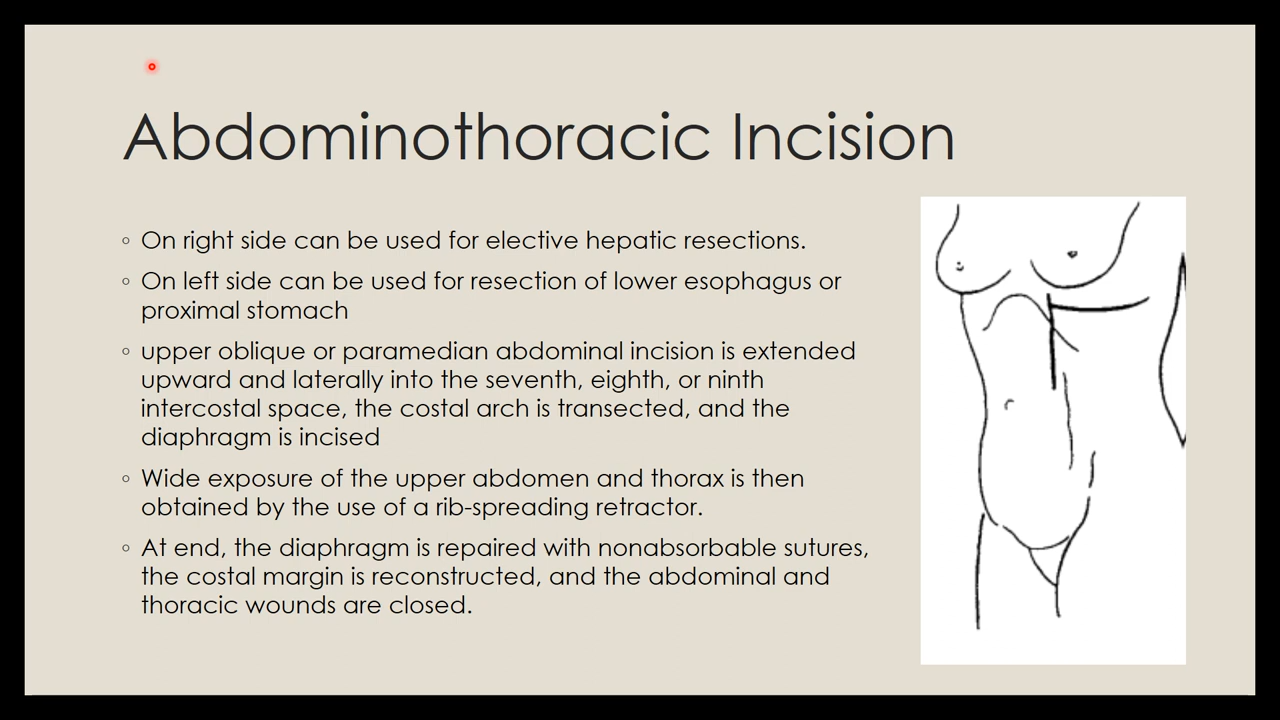 Abdominothoracic Incision
◦ On right side can be used for elective hepatic resections.
◦ On left side can be used for resection of lower esophagus or
proximal stomach
◦ upper oblique or paramedian abdominal incision is extended
upward and laterally into the seventh, eighth, or ninth
intercostal space, the costal arch is transected, and the
diaphragm is incised
◦ Wide exposure of the upper abdomen and thorax is then
obtained by the use of a rib-spreading retractor.
◦ At end, the diaphragm is repaired with nonabsorbable sutures,
the costal margin is reconstructed, and the abdominal and
thoracic wounds are closed.